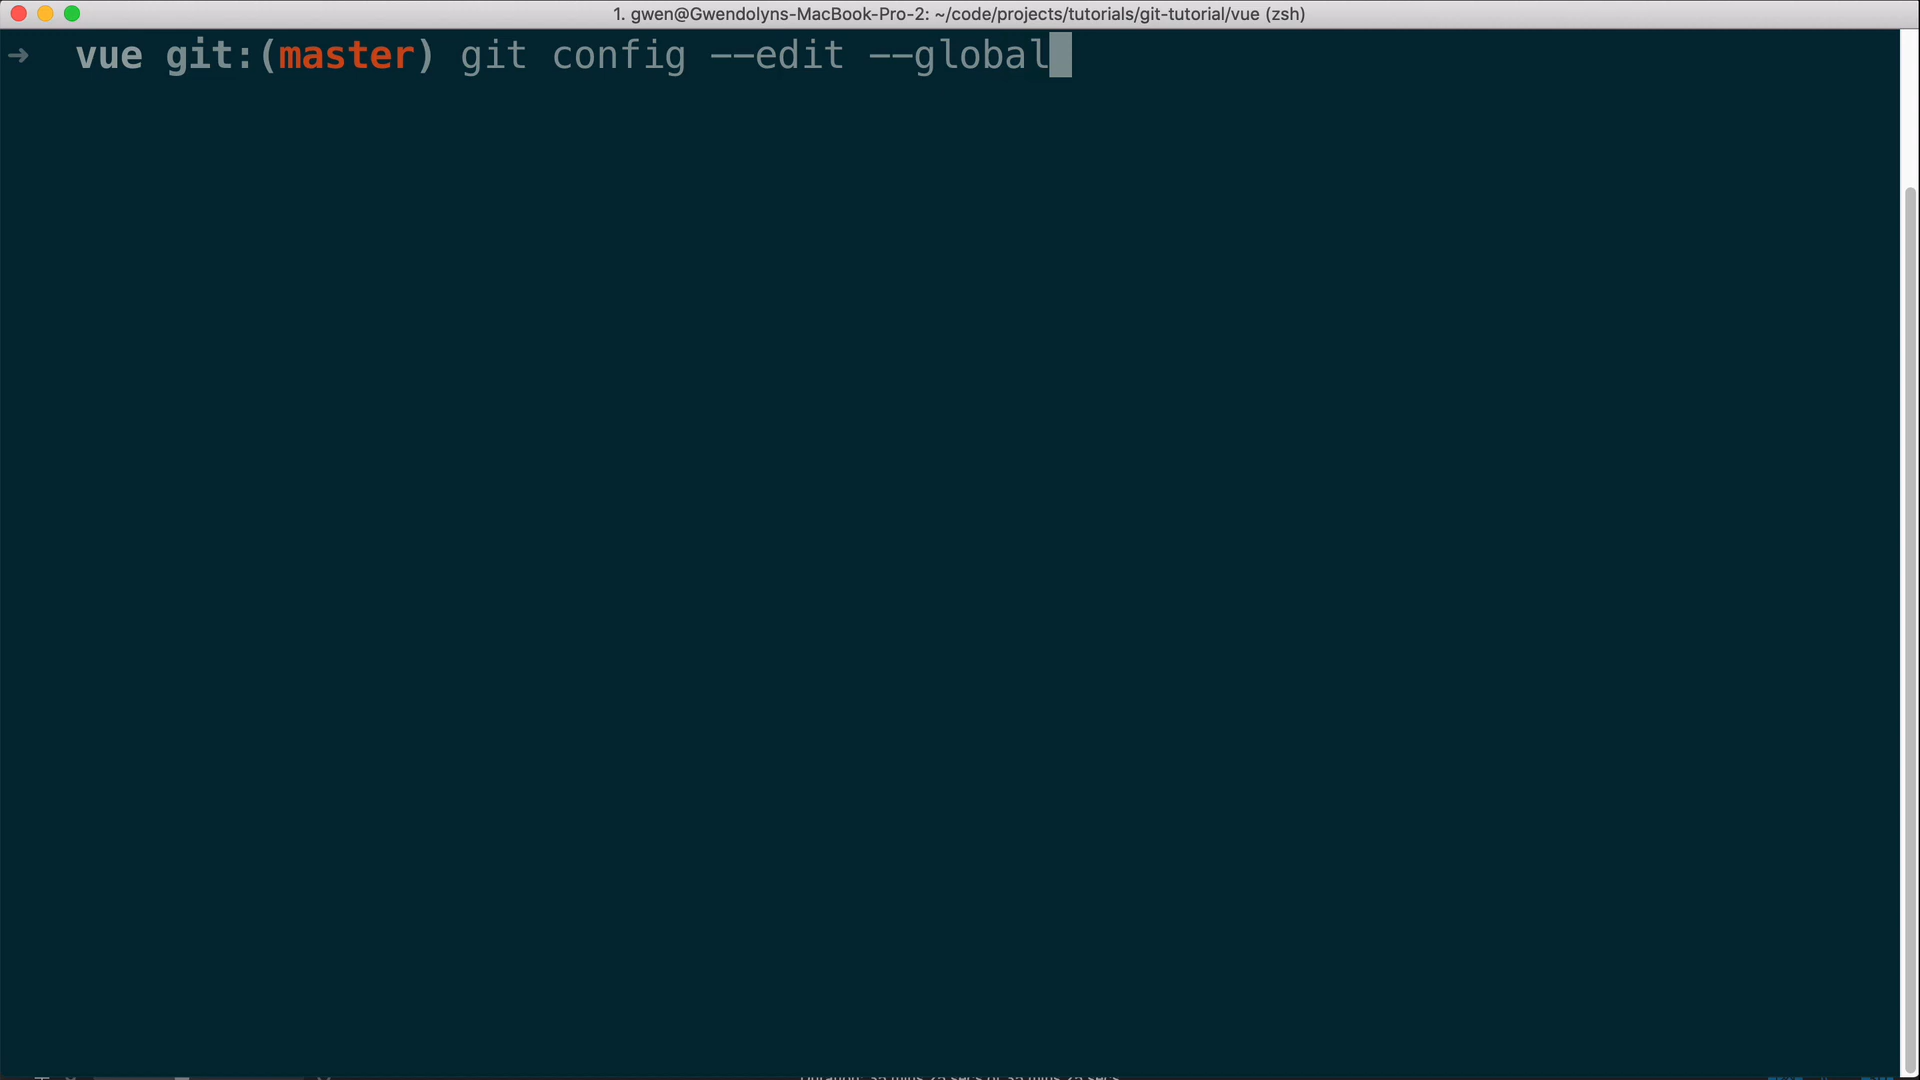 1. gwen@Gwendolyns-MacBook-Pro-2: ~/code/projects/tutorials/git-tutorial/vue (zsh)
➜ vue git:(master) git config --edit --global